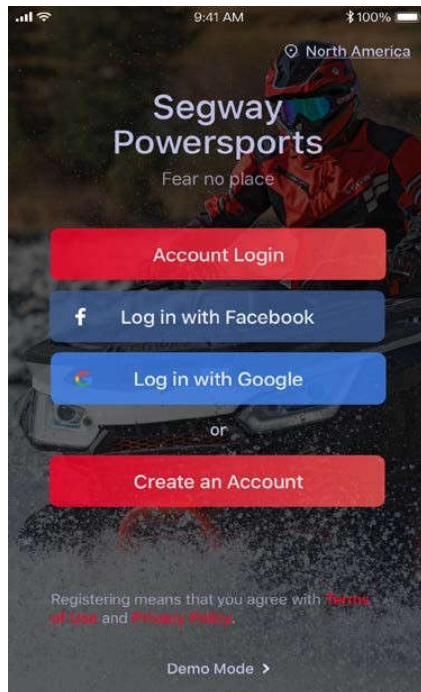 9:41 AM
100%
North America
Segway
Powersports
Fear no place
Account Login
f Log in with Facebook
G Log in with Google
or
Create an Account
Registering means that you agree with Terms
of Use and Privacy Policy.
Demo Mode >